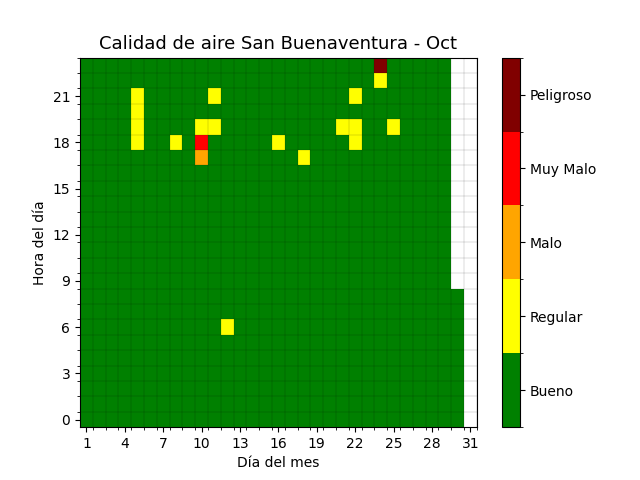 Calidad de aire San Buenaventura - Oct
Hora del día
21
18
15
12
9
6
3
0
1 4 7 10 13 16 19 22 25 28 31
Día del mes
Peligroso
Muy Malo
Malo
Regular
Bueno